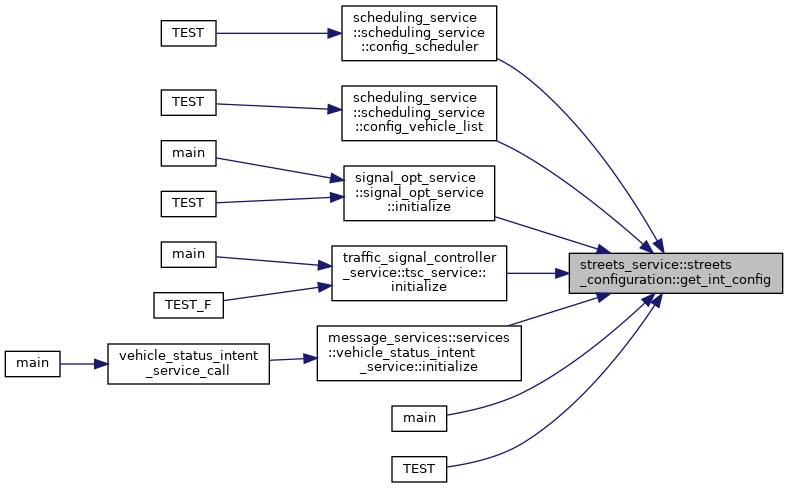 TEST
scheduling_service
::scheduling_service
::config_scheduler
TEST
scheduling_service
::scheduling_service
::config_vehicle_list
main
TEST
signal_opt_service
::signal_opt_service
::initialize
main
TEST_F
traffic_signal_controller
_service::tsc_service::
initialize
streets_service::streets
_configuration::get_int_config
main
vehicle_status_intent
_service_call
message_services::services
::vehicle_status_intent
_service::initialize
main
TEST